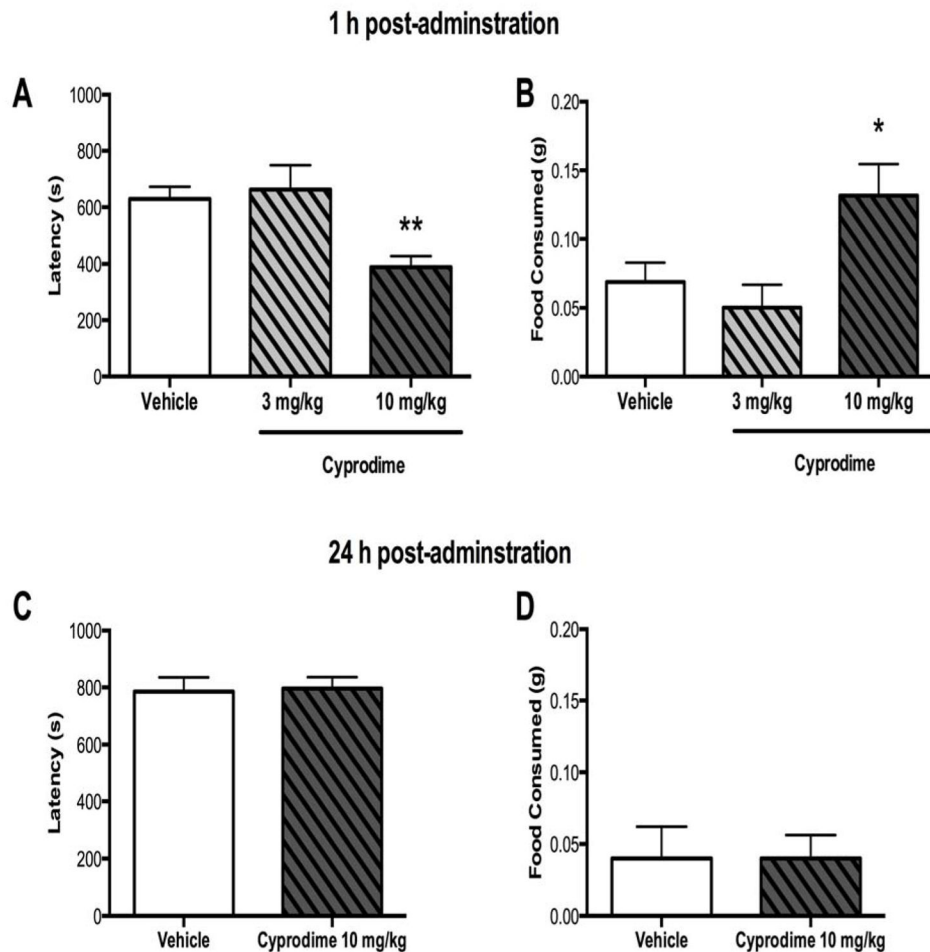 1 h post-adminstration
A
1000
800
600
400
200
0
Latency (s)
**
Vehicle
3 mg/kg
10 mg/kg
Cyprodime
B
0.20
0.15
0.10
0.05
0.00
Food Consumed (g)
*
Vehicle
3 mg/kg
10 mg/kg
Cyprodime
24 h post-adminstration
C
1000
800
600
400
200
0
Latency (s)
Vehicle
Cyprodime 10 mg/kg
D
0.20
0.15
0.10
0.05
0.00
Food Consumed (g)
Vehicle
Cyprodime 10 mg/kg